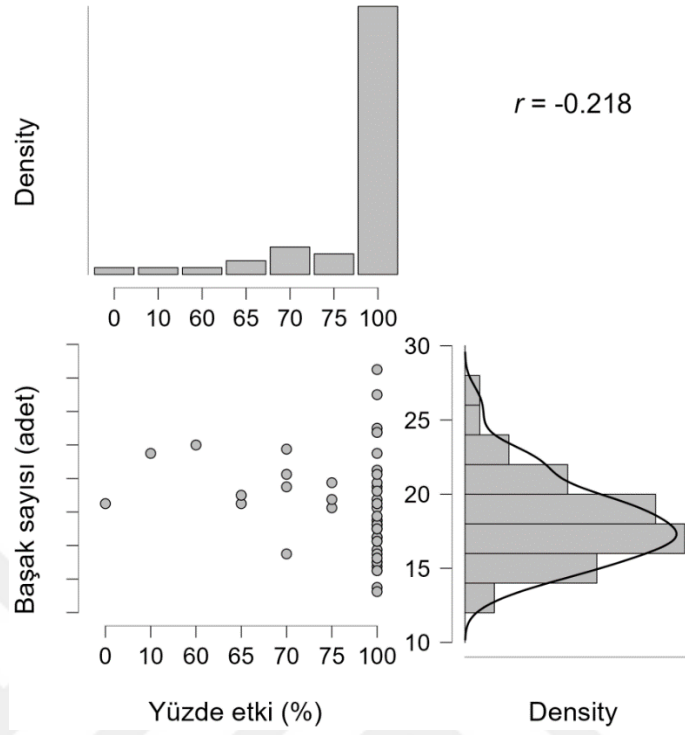 Density
r = -0.218
0 10 60 65 70 75 100
Başak sayısı (adet)
30
25
20
15
10
0 10 60 65 70 75 100
Yüzde etki (%)
Density